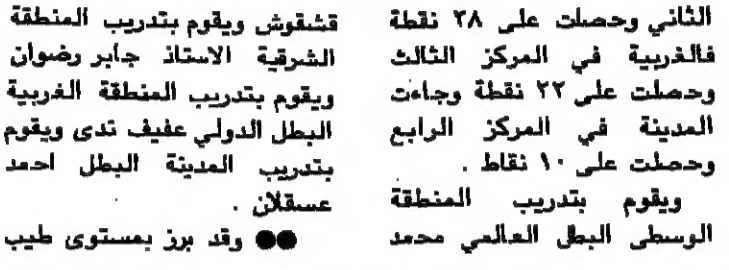 الثاني وحصلت على ٢٨ نقطة
فالغربية في المركز الثالث
وحصلت على ٢٢ نقطة وجاءت
المدينة في المركز الرابع
وحصلت على ١٠ نقاط .
ويقوم بتدريب المنطقة
الوسطى البطل العالمي محمد
قشقوش ويقوم بتدريب المنطقة
الشرقية الاستاذ جابر رضوان
ويقوم بتدريب المنطقة الغربية
البطل الدولي عفيف ندى ويقوم
بتدريب المدينة البطل احمد
عسقلان .
●● وقد برز بمستوى طيب